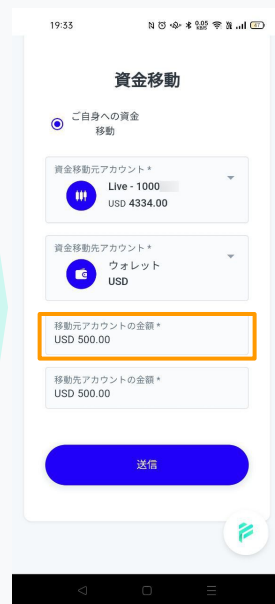 19:33
0.05
KB/S
47
資金移動
ご自身への資金
移動
資金移動元アカウント *
Live - 1000
USD 4334.00
資金移動先アカウント *
ウォレット
USD
移動元アカウントの金額 *
USD 500.00
移動先アカウントの金額 *
USD 500.00
送信